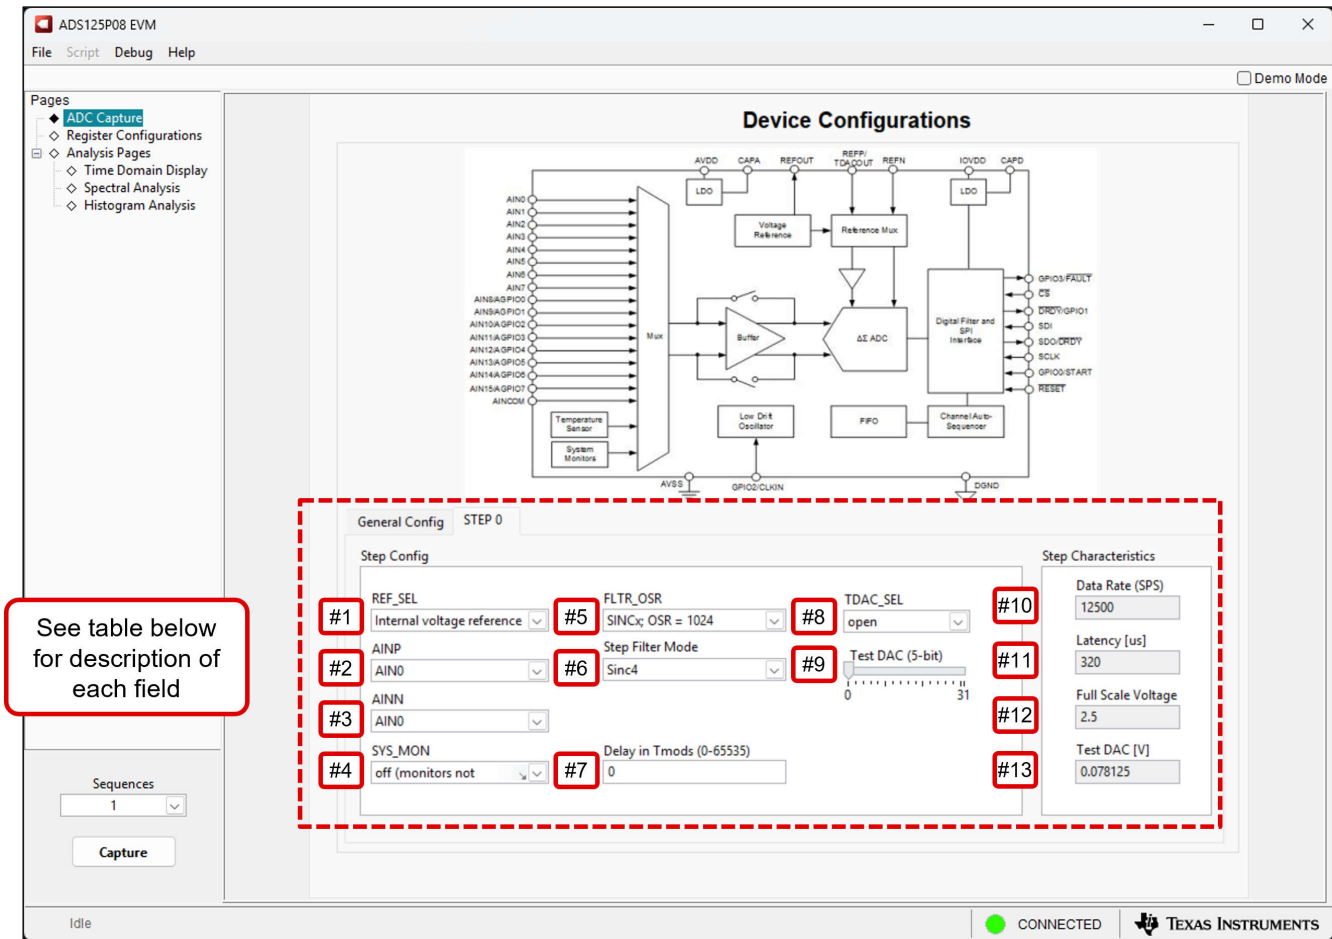 ADS125P08 EVM
File Script Debug Help
Demo Mode
Pages
ADC Capture
Register Configurations
Analysis Pages
Time Domain Display
Spectral Analysis
Histogram Analysis
Device Configurations
AVDD CAPA REFOUT REFP/ TDACOUT REFN IOVDD CAPD
LDO
LDO
AIN0
AIN1
AIN2
AIN3
AIN4
AIN5
AIN6
AIN7
AIN8/AGPIO0
AIN9/AGPIO1
AIN10/AGPIO2
AIN11/AGPIO3
AIN12/AGPIO4
AIN13/AGPIO5
AIN14/AGPIO6
AIN15/AGPIO7
AINCOM
Voltage
Reference
Reference Mux
Mux
Buffer
ΔΣ ADC
Digital Filter and
SPI
Interface
GPIO3/FAULT
CS
DRDY/GPIO1
SDI
SDO/DRDY
SCLK
GPIO0/START
RESET
Temperature
Sensor
System
Monitors
Low Drift
Oscillator
FIFO
Channel Auto-
Sequencer
AVSS
GPIO2/CLKIN
DGND
General Config STEP 0
Step Config
Step Characteristics
#1
REF_SEL
Internal voltage reference
#2
AINP
AIN0
#3
AINN
AIN0
#4
SYS_MON
off (monitors not
#5
FLTR_OSR
SINCx; OSR = 1024
#6
Step Filter Mode
Sinc4
#7
Delay in Tmods (0-65535)
0
#8
TDAC_SEL
open
#9
Test DAC (5-bit)
0 31
#10
Data Rate (SPS)
12500
#11
Latency [us]
320
#12
Full Scale Voltage
2.5
#13
Test DAC [V]
0.078125
See table below
for description of
each field
Sequences
1
Capture
Idle
CONNECTED
TEXAS INSTRUMENTS